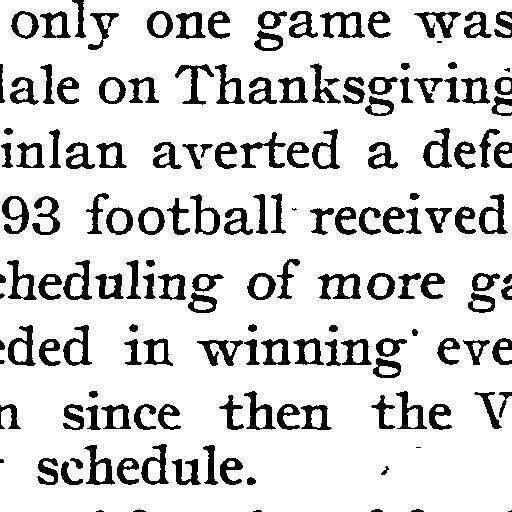 only one game was
dale on Thanksgiving
inlan averted a defe
93 football received
cheduling of more ga
eded in winning eve
n since then the V
schedule.